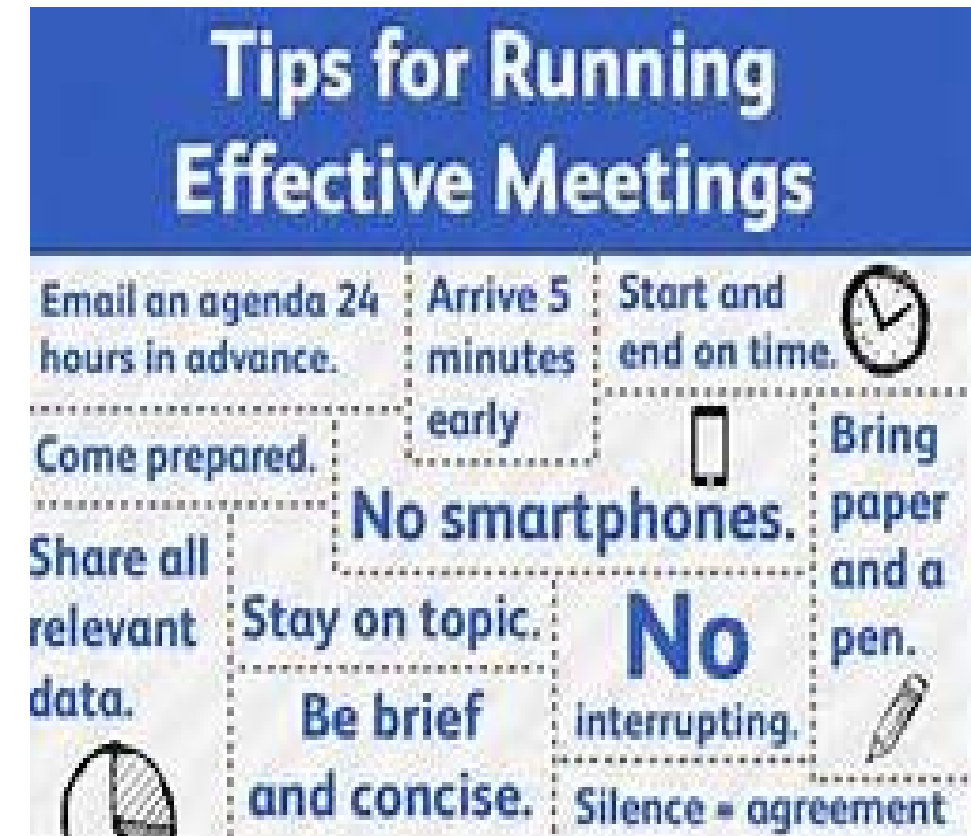 Tips for Running
Effective Meetings
Email an agenda 24
hours in advance.
Arrive 5
minutes
early
Start and
end on time.
Come prepared.
No smartphones.
Bring
paper
and a
pen.
Share all
relevant
data.
Stay on topic.
No
interrupting.
Be brief
and concise.
Silence = agreement